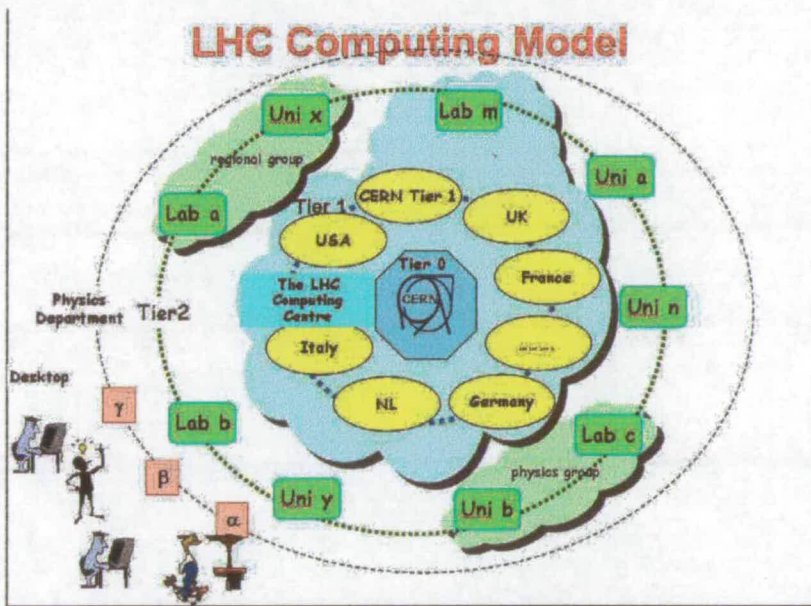 LHC Computing Model
Uni x
Lab m
regional group
Uni a
CERN Tier 1
Lab a
Tier 1
UK
USA
Tier 0
France
The LHC
Computing
Centre
CERN
Physics
Department
Tier2
Uni n
Italy
Desktop
γ
NL
Germany
Lab b
Lab c
physics group
β
Uni y
Uni b
α